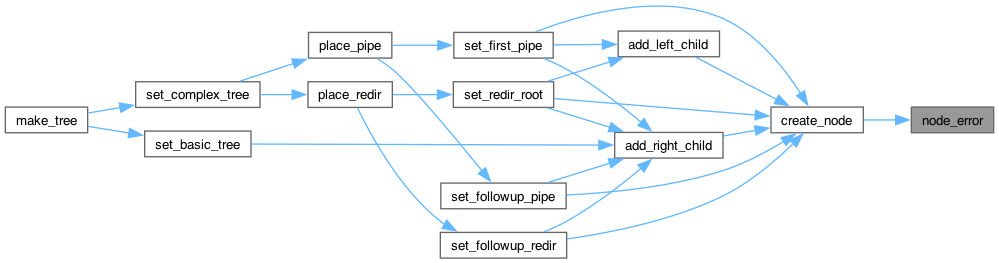 make_tree
set_complex_tree
set_basic_tree
place_pipe
place_redir
set_first_pipe
set_redir_root
set_followup_pipe
set_followup_redir
add_left_child
add_right_child
create_node
node_error